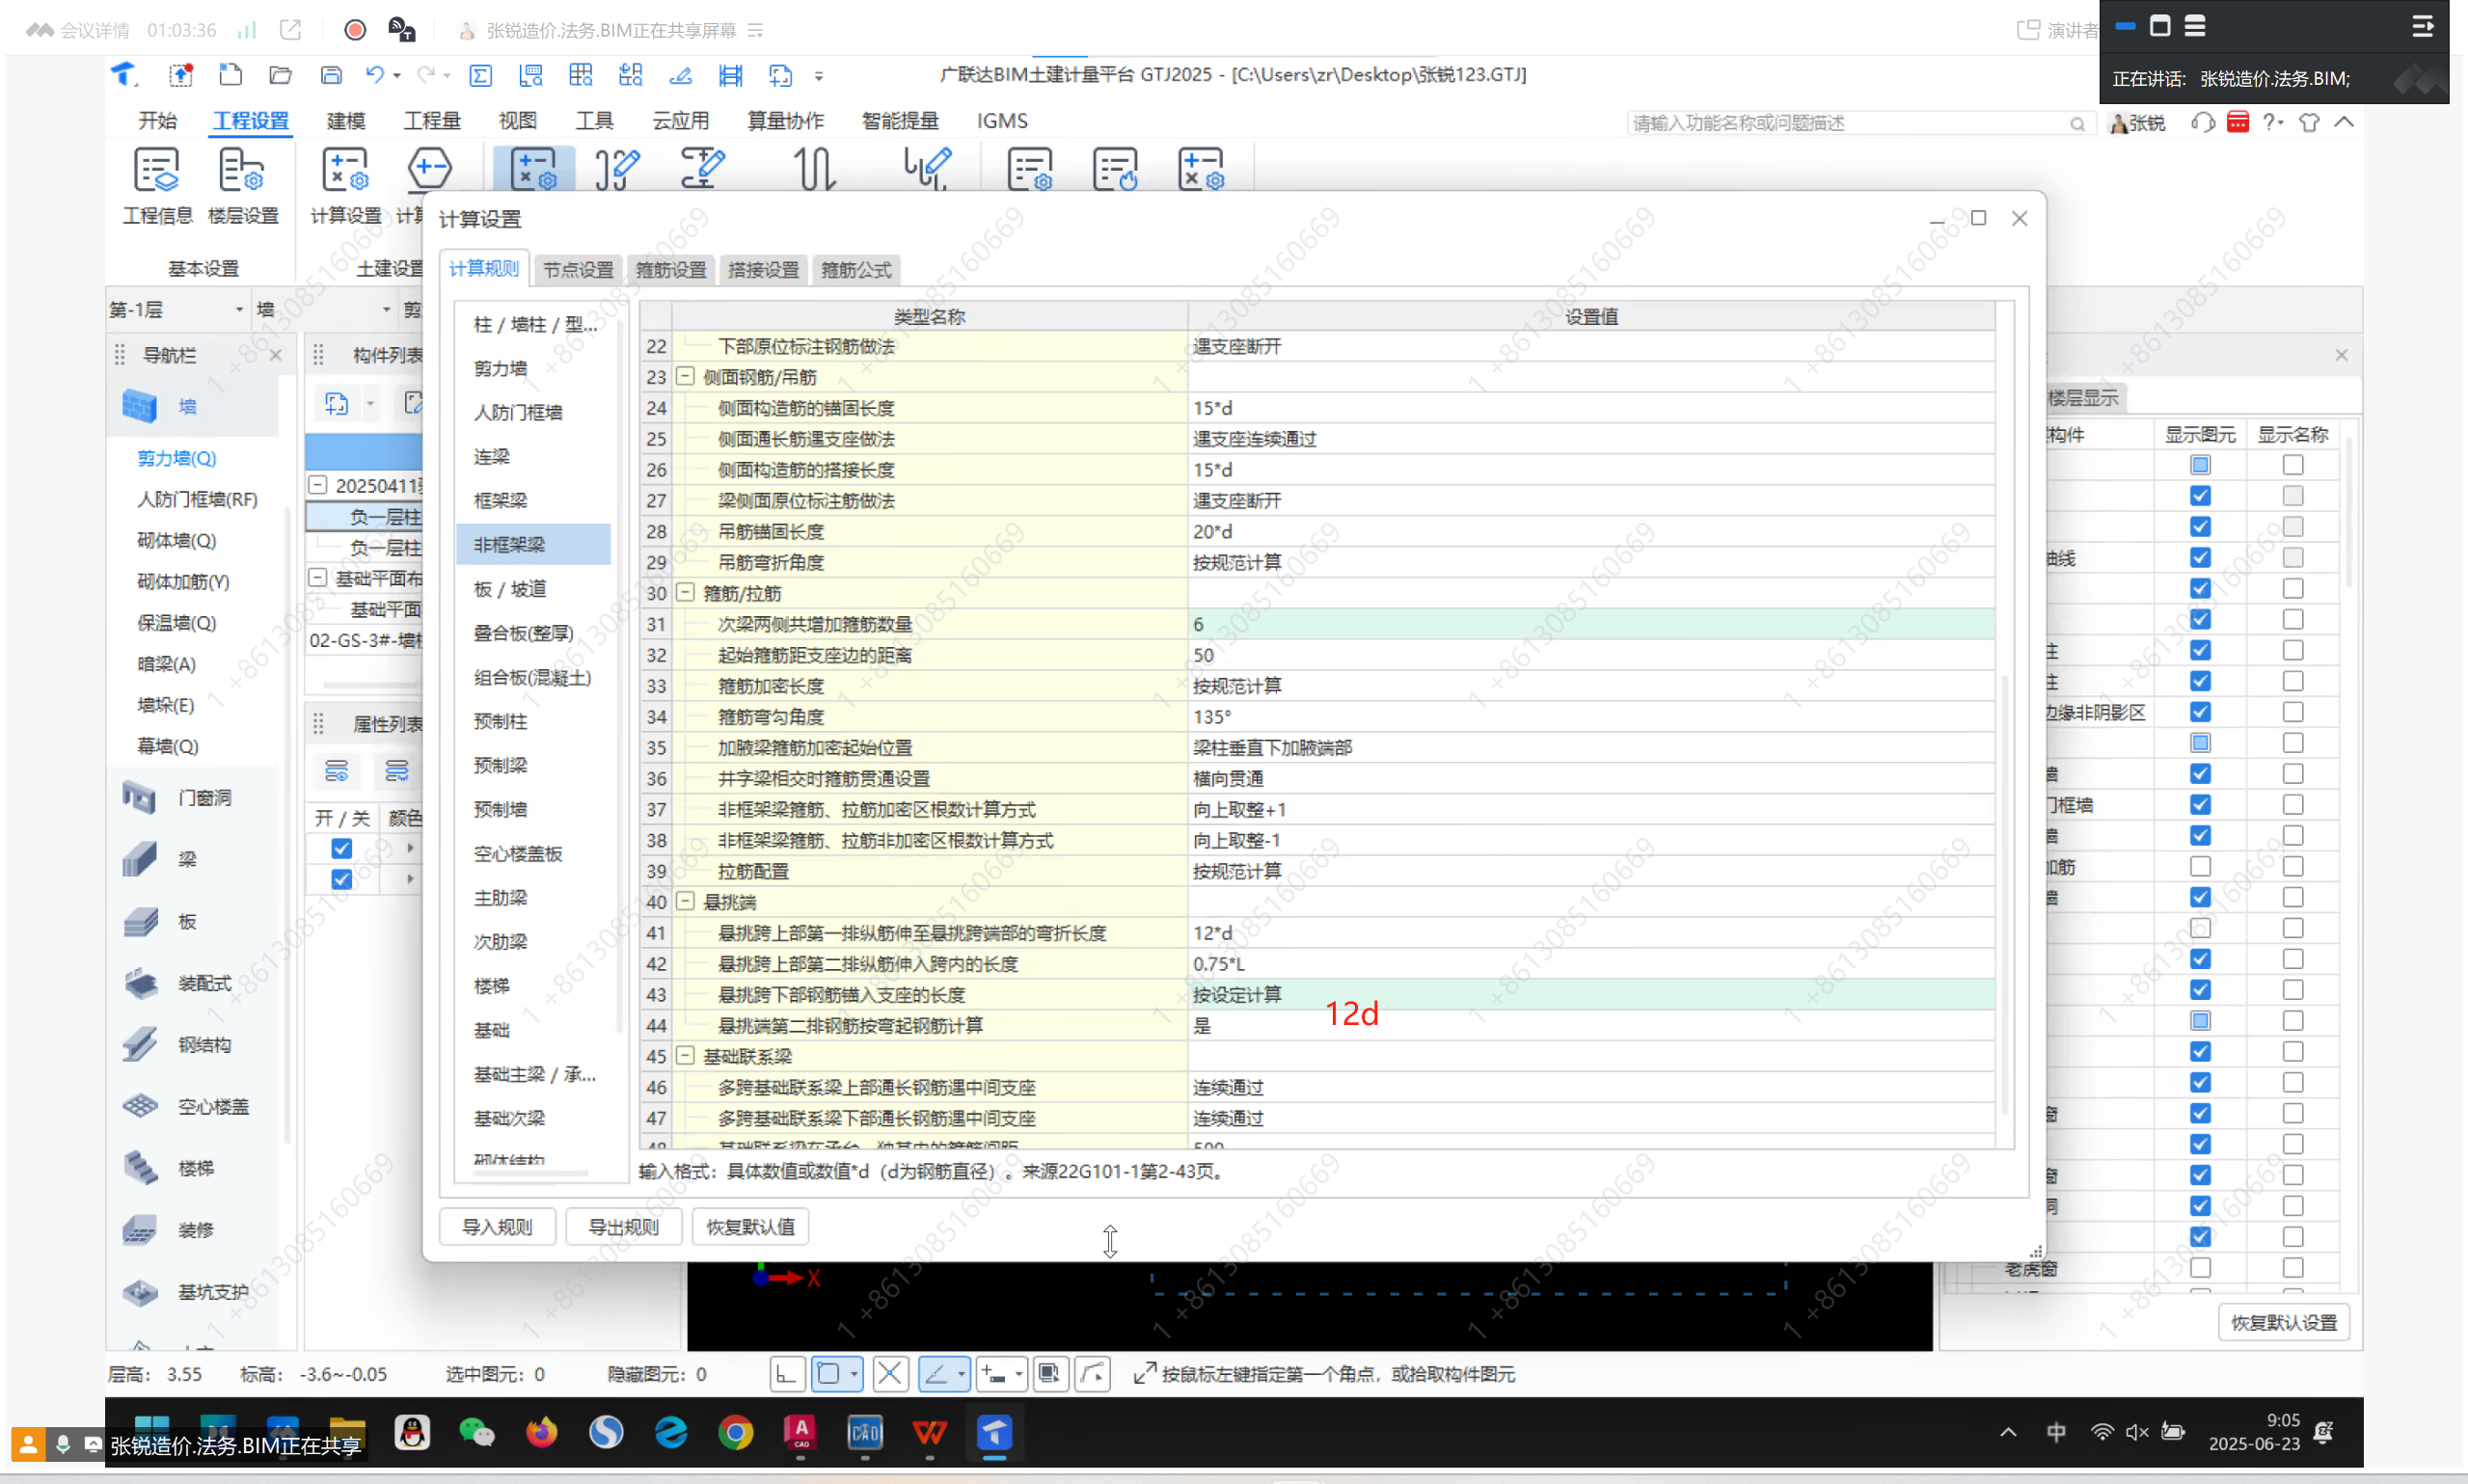 会议详情 01:03:36 张锐造价.法务.BIM正在共享屏幕
演讲者
正在讲话: 张锐造价.法务.BIM;
广联达BIM土建计量平台 GTJ2025 - [C:\Users\zr\Desktop\张锐123.GTJ]
开始 工程设置 建模 工程量 视图 工具 云应用 算量协作 智能提量 IGMS
请输入功能名称或问题描述
张锐
工程信息 楼层设置 计算设置
基本设置 土建设置
计算设置
计算规则 节点设置 箍筋设置 搭接设置 箍筋公式
第-1层 墙
导航栏
墙
剪力墙(Q)
人防门框墙(RF)
砌体墙(Q)
砌体加筋(Y)
保温墙(Q)
暗梁(A)
墙垛(E)
幕墙(Q)
门窗洞
梁
板
装配式
钢结构
空心楼盖
楼梯
装修
基坑支护
构件列表
20250411
负一层柱
负一层柱
基础平面布
基础平面
02-GS-3#-墙
属性列表
开 / 关 颜色
柱 / 墙柱 / 型...
剪力墙
人防门框墙
连梁
框架梁
非框架梁
板 / 坡道
叠合板(整厚)
组合板(混凝土)
预制柱
预制梁
预制墙
空心楼盖板
主肋梁
次肋梁
楼梯
基础
基础主梁 / 承...
基础次梁
砌体结构
类型名称 设置值
22 下部原位标注钢筋做法 遇支座断开
23 侧面钢筋/吊筋
24 侧面构造筋的锚固长度 15*d
25 侧面通长筋遇支座做法 遇支座连续通过
26 侧面构造筋的搭接长度 15*d
27 梁侧面原位标注筋做法 遇支座断开
28 吊筋锚固长度 20*d
29 吊筋弯折角度 按规范计算
30 箍筋/拉筋
31 次梁两侧共增加箍筋数量 6
32 起始箍筋距支座边的距离 50
33 箍筋加密长度 按规范计算
34 箍筋弯勾角度 135°
35 加腋梁箍筋加密起始位置 梁柱垂直下加腋端部
36 井字梁相交时箍筋贯通设置 横向贯通
37 非框架梁箍筋、拉筋加密区根数计算方式 向上取整+1
38 非框架梁箍筋、拉筋非加密区根数计算方式 向上取整-1
39 拉筋配置 按规范计算
40 悬挑端
41 悬挑跨上部第一排纵筋伸至悬挑跨端部的弯折长度 12*d
42 悬挑跨上部第二排纵筋伸入跨内的长度 0.75*L
43 悬挑跨下部钢筋锚入支座的长度 按设定计算
12d
44 悬挑端第二排钢筋按弯起钢筋计算 是
45 基础联系梁
46 多跨基础联系梁上部通长钢筋遇中间支座 连续通过
47 多跨基础联系梁下部通长钢筋遇中间支座 连续通过
48 基础联系梁在承台、独基内的箍筋间距 500
输入格式: 具体数值或数值*d (d为钢筋直径) 。来源22G101-1第2-43页。
导入规则 导出规则 恢复默认值
楼层显示
构件 显示图元 显示名称
轴线
柱
柱
边缘非阴影区
墙
门框墙
墙
加筋
墙
窗
窗
洞
老虎窗
恢复默认设置
X
层高: 3.55 标高: -3.6~-0.05 选中图元: 0 隐藏图元: 0 按鼠标左键指定第一个角点，或拾取构件图元
张锐造价.法务.BIM正在共享
中
9:05
2025-06-23
1 +8613085160669